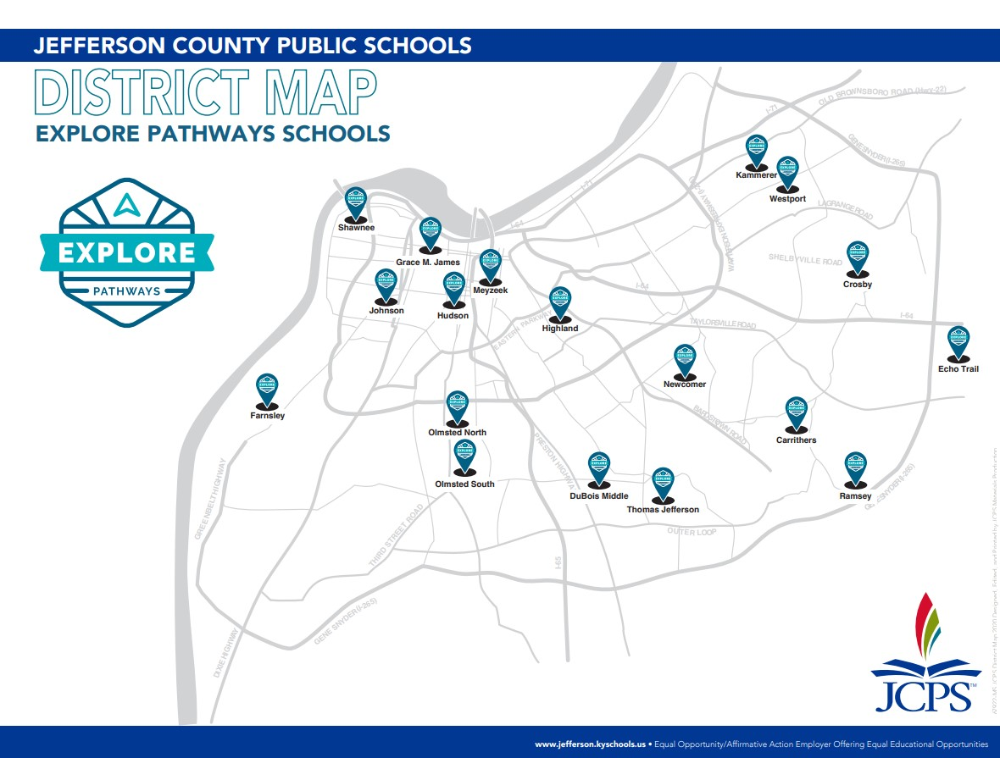 JEFFERSON COUNTY PUBLIC SCHOOLS
DISTRICT MAP
EXPLORE PATHWAYS SCHOOLS
EXPLORE
PATHWAYS
I-71
OLD BROWNSBORO ROAD (Hwy-22)
GENE SNYDER (I-265)
Kammerer
Westport
I-71
LAGRANGE ROAD
Shawnee
I-64
Grace M. James
SHELBYVILLE ROAD
Crosby
Meyzeek
I-64
Johnson
Hudson
Highland
EASTERN PARKWAY
TAYLORSVILLE ROAD
I-64
Echo Trail
Newcomer
Farnsley
BARDSTOWN ROAD
Olmsted North
Carrithers
PRESTON HIGHWAY
Olmsted South
DuBois Middle
Ramsey
Thomas Jefferson
GREENBELT HIGHWAY
THIRD STREET ROAD
OUTER LOOP
I-65
GENE SNYDER (I-265)
DIXIE HIGHWAY
JCPS™
www.jefferson.kyschools.us • Equal Opportunity/Affirmative Action Employer Offering Equal Educational Opportunities